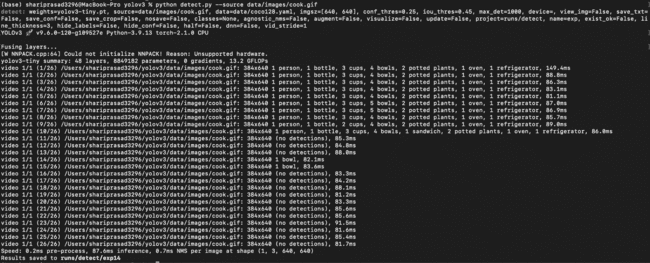 (base) shariprasad3296@MacBook-Pro yolov3 % python detect.py --source data/images/cook.gif
detect: weights=yolov3-tiny.pt, source=data/images/cook.gif, data=data/coco128.yaml, imgsz=[640, 640], conf_thres=0.25, iou_thres=0.45, max_det=1000, device=, view_img=False, save_txt=False, save_conf=False, save_crop=False, nosave=False, classes=None, agnostic_nms=False, augment=False, visualize=False, update=False, project=runs/detect, name=exp, exist_ok=False, line_thickness=3, hide_labels=False, hide_conf=False, half=False, dnn=False, vid_stride=1
YOLOv3 🚀 v9.6.0-120-g189527e Python-3.9.13 torch-2.1.0 CPU
Fusing layers...
[W NNPACK.cpp:64] Could not initialize NNPACK! Reason: Unsupported hardware.
yolov3-tiny summary: 48 layers, 8849182 parameters, 0 gradients, 13.2 GFLOPs
video 1/1 (1/26) /Users/shariprasad3296/yolov3/data/images/cook.gif: 384x640 1 person, 1 bottle, 3 cups, 4 bowls, 2 potted plants, 1 oven, 1 refrigerator, 149.4ms
video 1/1 (2/26) /Users/shariprasad3296/yolov3/data/images/cook.gif: 384x640 1 person, 1 bottle, 3 cups, 4 bowls, 2 potted plants, 1 oven, 1 refrigerator, 88.8ms
video 1/1 (3/26) /Users/shariprasad3296/yolov3/data/images/cook.gif: 384x640 1 person, 1 bottle, 3 cups, 4 bowls, 2 potted plants, 1 oven, 1 refrigerator, 86.3ms
video 1/1 (4/26) /Users/shariprasad3296/yolov3/data/images/cook.gif: 384x640 1 person, 1 bottle, 3 cups, 4 bowls, 2 potted plants, 1 oven, 1 refrigerator, 81.1ms
video 1/1 (5/26) /Users/shariprasad3296/yolov3/data/images/cook.gif: 384x640 1 person, 1 bottle, 3 cups, 5 bowls, 2 potted plants, 1 oven, 1 refrigerator, 83.1ms
video 1/1 (6/26) /Users/shariprasad3296/yolov3/data/images/cook.gif: 384x640 1 person, 1 bottle, 3 cups, 5 bowls, 2 potted plants, 1 oven, 1 refrigerator, 87.0ms
video 1/1 (7/26) /Users/shariprasad3296/yolov3/data/images/cook.gif: 384x640 1 person, 1 bottle, 3 cups, 5 bowls, 2 potted plants, 1 oven, 1 refrigerator, 86.9ms
video 1/1 (8/26) /Users/shariprasad3296/yolov3/data/images/cook.gif: 384x640 1 person, 1 bottle, 3 cups, 4 bowls, 2 potted plants, 1 oven, 1 refrigerator, 85.7ms
video 1/1 (9/26) /Users/shariprasad3296/yolov3/data/images/cook.gif: 384x640 1 person, 1 bottle, 3 cups, 4 bowls, 2 potted plants, 1 oven, 1 refrigerator, 89.0ms
video 1/1 (10/26) /Users/shariprasad3296/yolov3/data/images/cook.gif: 384x640 1 person, 1 bottle, 3 cups, 4 bowls, 1 sandwich, 2 potted plants, 1 oven, 1 refrigerator, 86.0ms
video 1/1 (11/26) /Users/shariprasad3296/yolov3/data/images/cook.gif: 384x640 (no detections), 85.3ms
video 1/1 (12/26) /Users/shariprasad3296/yolov3/data/images/cook.gif: 384x640 (no detections), 84.8ms
video 1/1 (13/26) /Users/shariprasad3296/yolov3/data/images/cook.gif: 384x640 (no detections), 88.0ms
video 1/1 (14/26) /Users/shariprasad3296/yolov3/data/images/cook.gif: 384x640 1 bowl, 82.1ms
video 1/1 (15/26) /Users/shariprasad3296/yolov3/data/images/cook.gif: 384x640 1 bowl, 83.6ms
video 1/1 (16/26) /Users/shariprasad3296/yolov3/data/images/cook.gif: 384x640 (no detections), 83.3ms
video 1/1 (17/26) /Users/shariprasad3296/yolov3/data/images/cook.gif: 384x640 (no detections), 84.2ms
video 1/1 (18/26) /Users/shariprasad3296/yolov3/data/images/cook.gif: 384x640 (no detections), 88.1ms
video 1/1 (19/26) /Users/shariprasad3296/yolov3/data/images/cook.gif: 384x640 (no detections), 81.2ms
video 1/1 (20/26) /Users/shariprasad3296/yolov3/data/images/cook.gif: 384x640 (no detections), 83.3ms
video 1/1 (21/26) /Users/shariprasad3296/yolov3/data/images/cook.gif: 384x640 (no detections), 85.6ms
video 1/1 (22/26) /Users/shariprasad3296/yolov3/data/images/cook.gif: 384x640 (no detections), 85.6ms
video 1/1 (23/26) /Users/shariprasad3296/yolov3/data/images/cook.gif: 384x640 (no detections), 91.5ms
video 1/1 (24/26) /Users/shariprasad3296/yolov3/data/images/cook.gif: 384x640 (no detections), 81.6ms
video 1/1 (25/26) /Users/shariprasad3296/yolov3/data/images/cook.gif: 384x640 (no detections), 85.4ms
video 1/1 (26/26) /Users/shariprasad3296/yolov3/data/images/cook.gif: 384x640 (no detections), 81.7ms
Speed: 0.2ms pre-process, 87.6ms inference, 8.7ms NMS per image at shape (1, 3, 640, 640)
Results saved to runs/detect/exp14